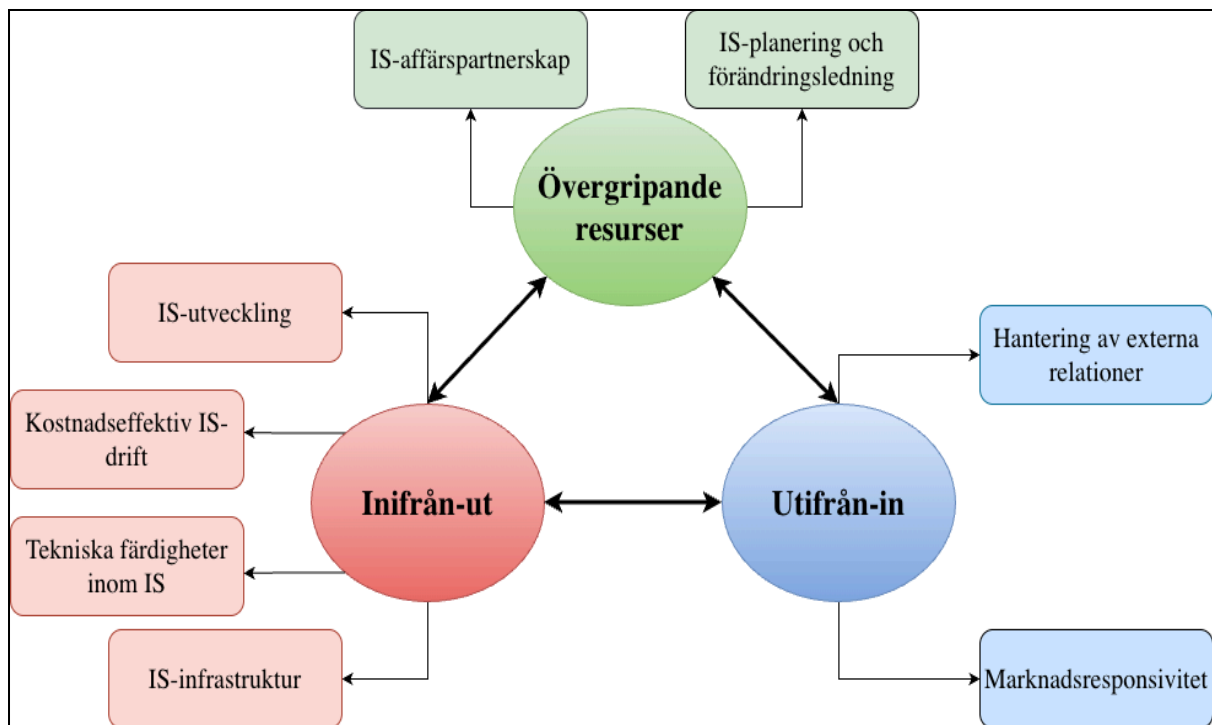 IS-affärspartnerskap
IS-planering och
förändringsledning
Övergripande
resurser
IS-utveckling
Kostnadseffektiv IS-
drift
Tekniska färdigheter
inom IS
IS-infrastruktur
Inifrån-ut
Utifrån-in
Hantering av externa
relationer
Marknadsresponsivitet